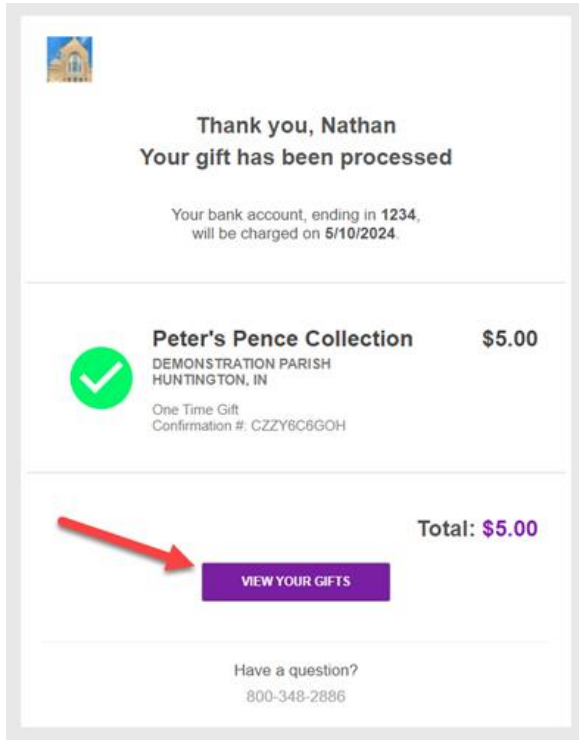 Thank you, Nathan
Your gift has been processed
Your bank account, ending in 1234,
will be charged on 5/10/2024.
Peter's Pence Collection $5.00
DEMONSTRATION PARISH
HUNTINGTON, IN
One Time Gift
Confirmation #: CZZY6C6GOH
Total: $5.00
VIEW YOUR GIFTS
Have a question?
800-348-2886